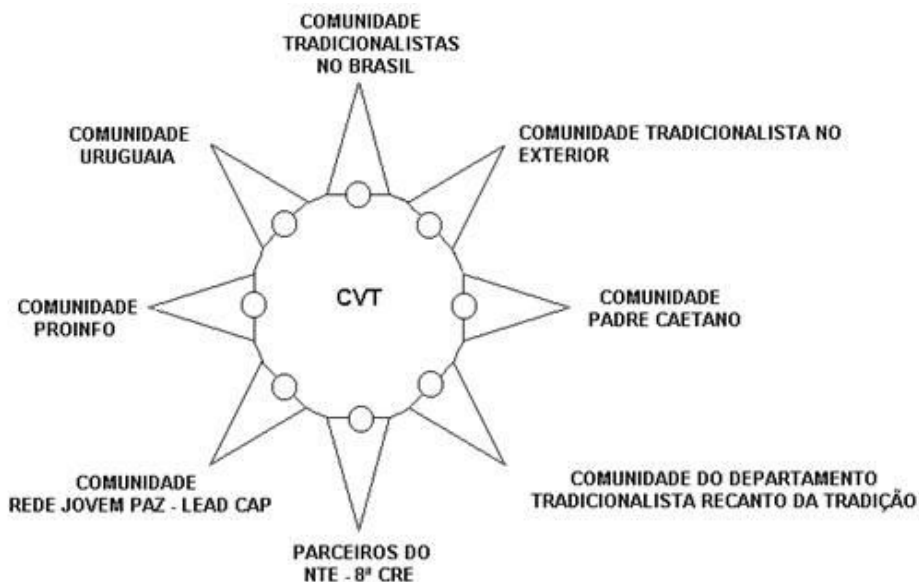 COMUNIDADE
TRADICIONALISTAS
NO BRASIL
COMUNIDADE
URUGUAIA
COMUNIDADE TRADICIONALISTA NO
EXTERIOR
COMUNIDADE
PROINFO
CVT
COMUNIDADE
PADRE CAETANO
COMUNIDADE
REDE JOVEM PAZ - LEAD CAP
COMUNIDADE DO DEPARTAMENTO
TRADICIONALISTA RECANTO DA TRADIÇÃO
PARCEIROS DO
NTE - 8ª CRE